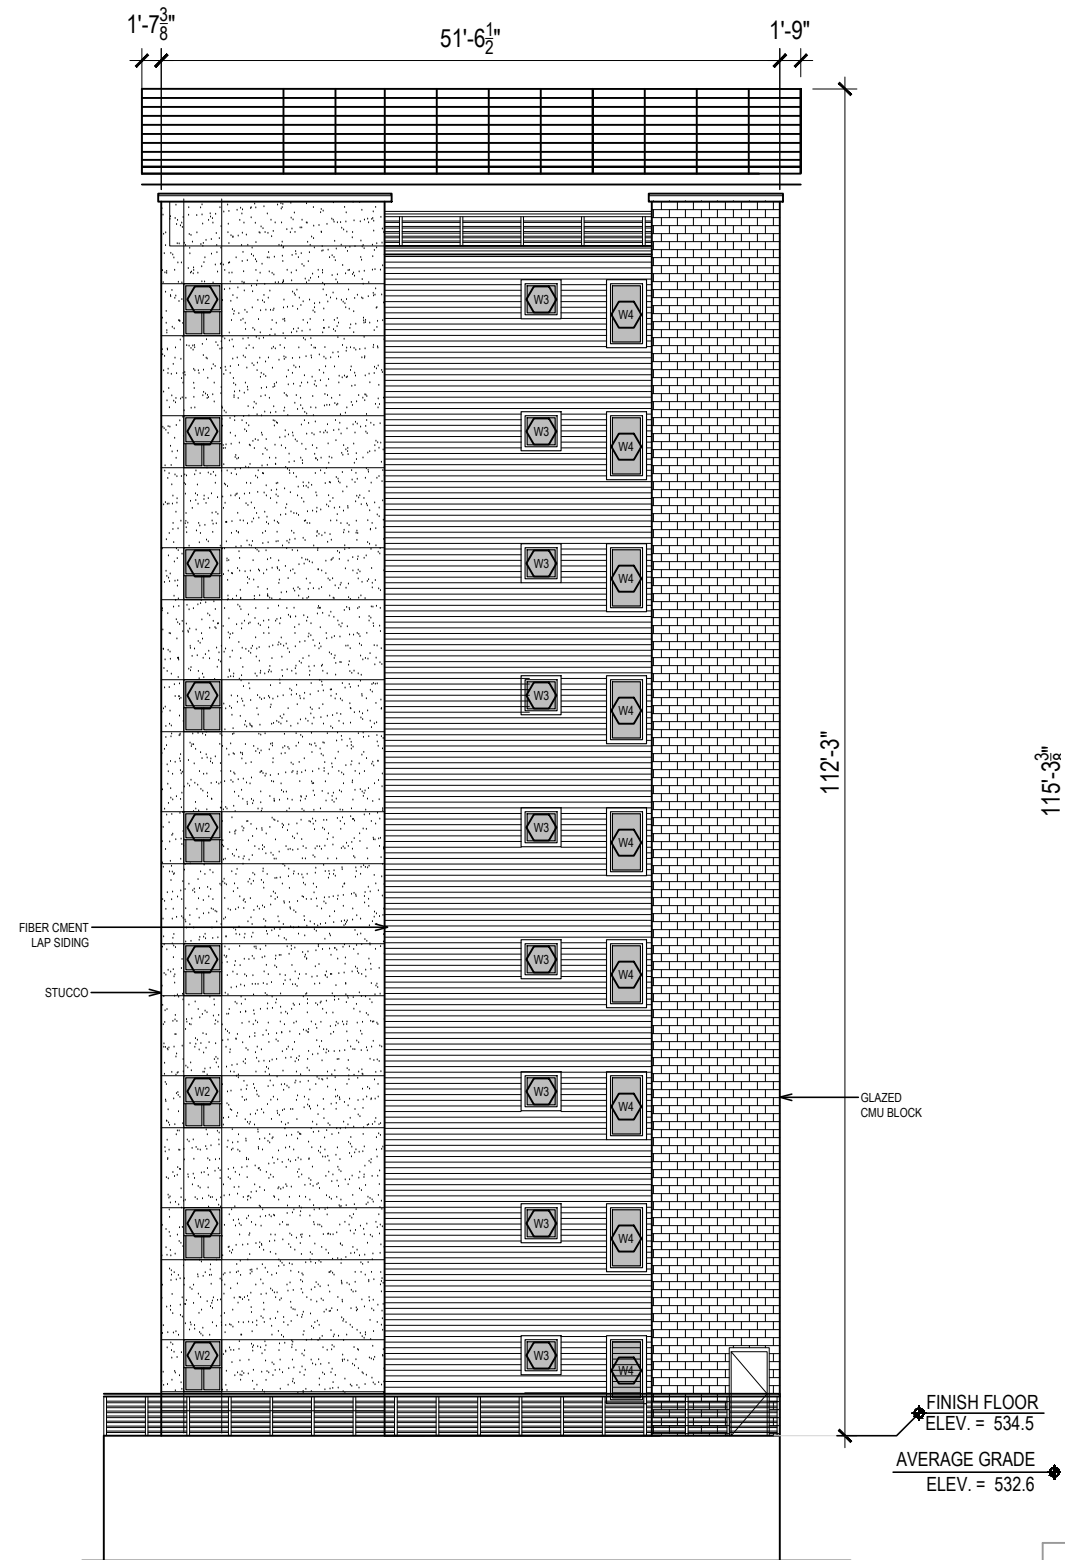 1'-7 3/8" 51'-6 1/2" 1'-9"
W2 W3 W4
W2 W3 W4
W2 W3 W4
W2 W3 W4
112'-3"
115'-3 3/8"
W2 W3 W4
FIBER CMENT
LAP SIDING
W2 W3 W4
STUCCO
W2 W3 W4
GLAZED
CMU BLOCK
W2 W3 W4
W2 W3 W4
FINISH FLOOR
ELEV. = 534.5
AVERAGE GRADE
ELEV. = 532.6